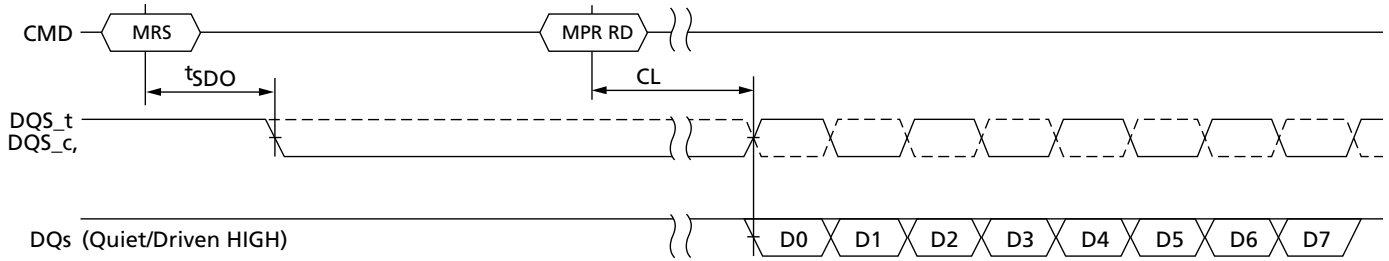 CMD
MRS
MPR RD
tSDO
CL
DQS_t
DQS_c,
DQs (Quiet/Driven HIGH)
D0 D1 D2 D3 D4 D5 D6 D7